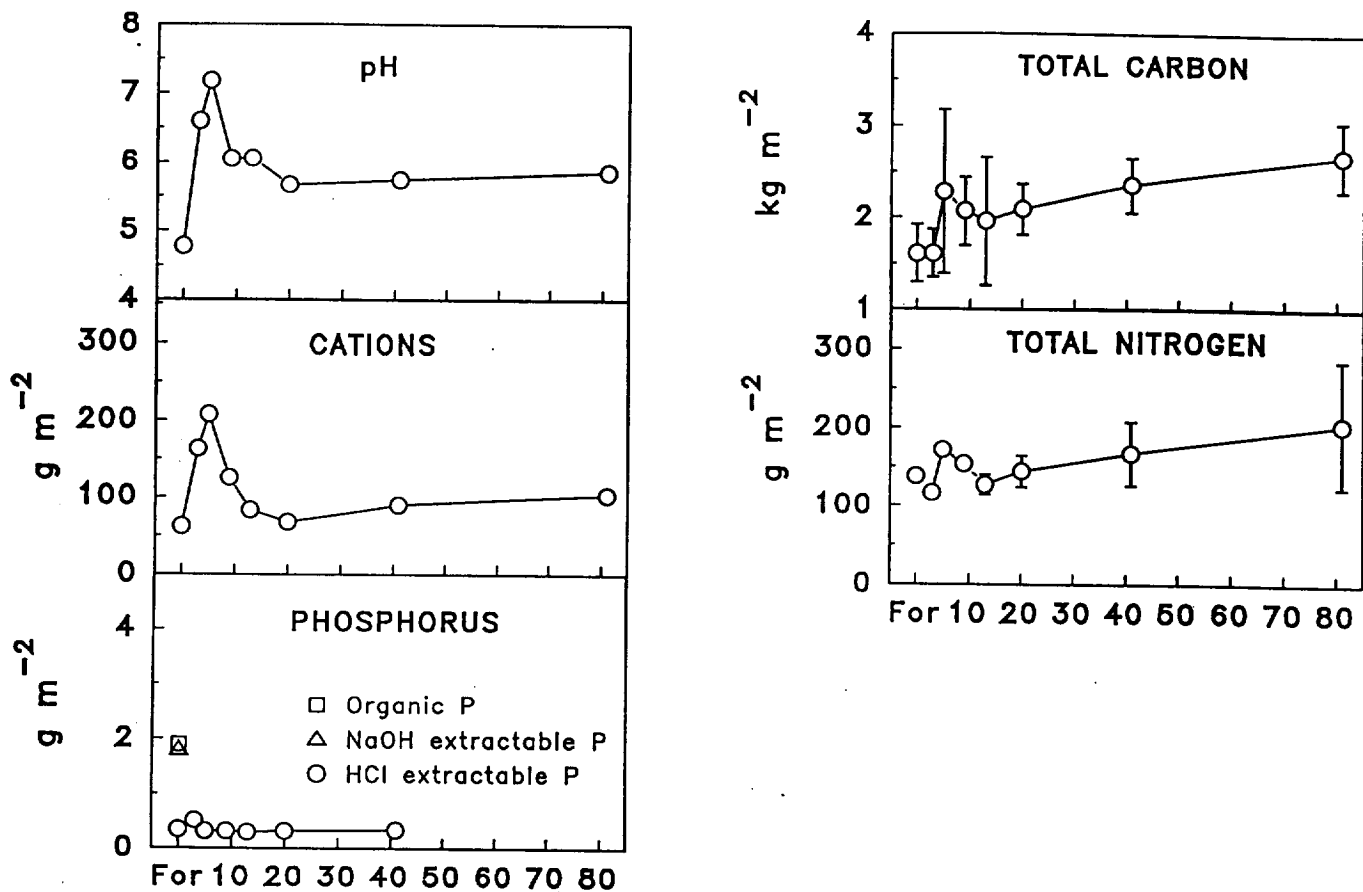 pH
8
7
6
5
4
CATIONS
g m⁻²
300
200
100
0
PHOSPHORUS
g m⁻²
4
2
0
Organic P
NaOH extractable P
HCl extractable P
For 10 20 30 40 50 60 70 80
TOTAL CARBON
kg m⁻²
4
3
2
1
TOTAL NITROGEN
g m⁻²
300
200
100
0
For 10 20 30 40 50 60 70 80